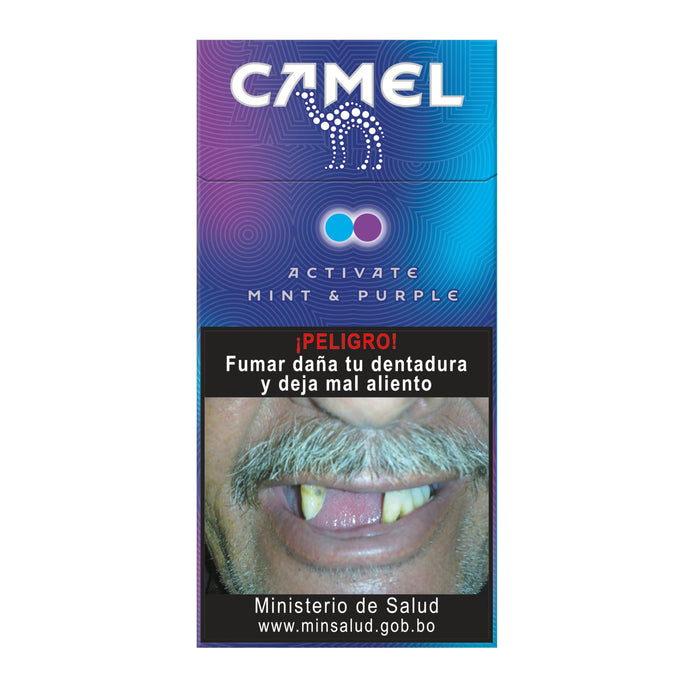 CAMEL
ACTIVATE
MINT & PURPLE
¡PELIGRO!
Fumar daña tu dentadura
y deja mal aliento
Ministerio de Salud
www.minsalud.gob.bo